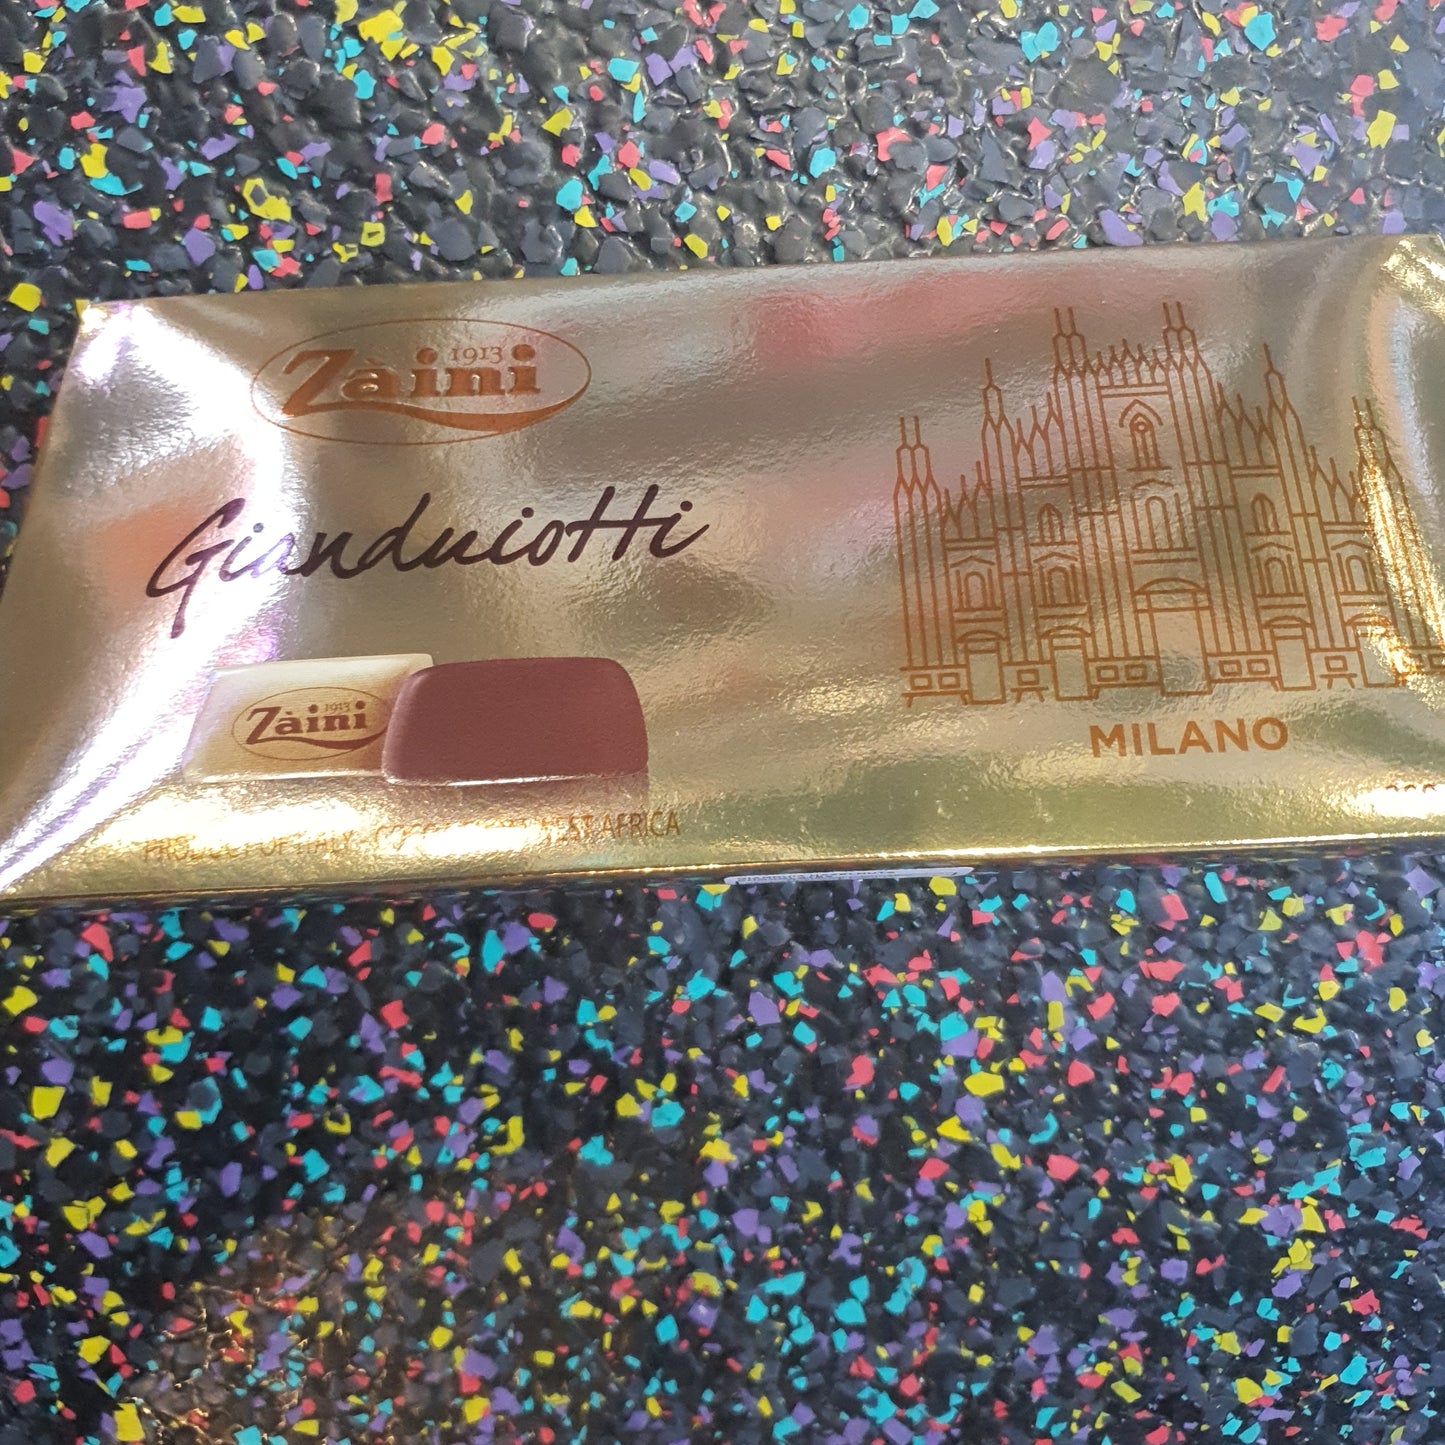 1913
Zàini
Gianduiotti
1913
Zàini
MILANO
PRODUCT OF ITALY - WEST AFRICA